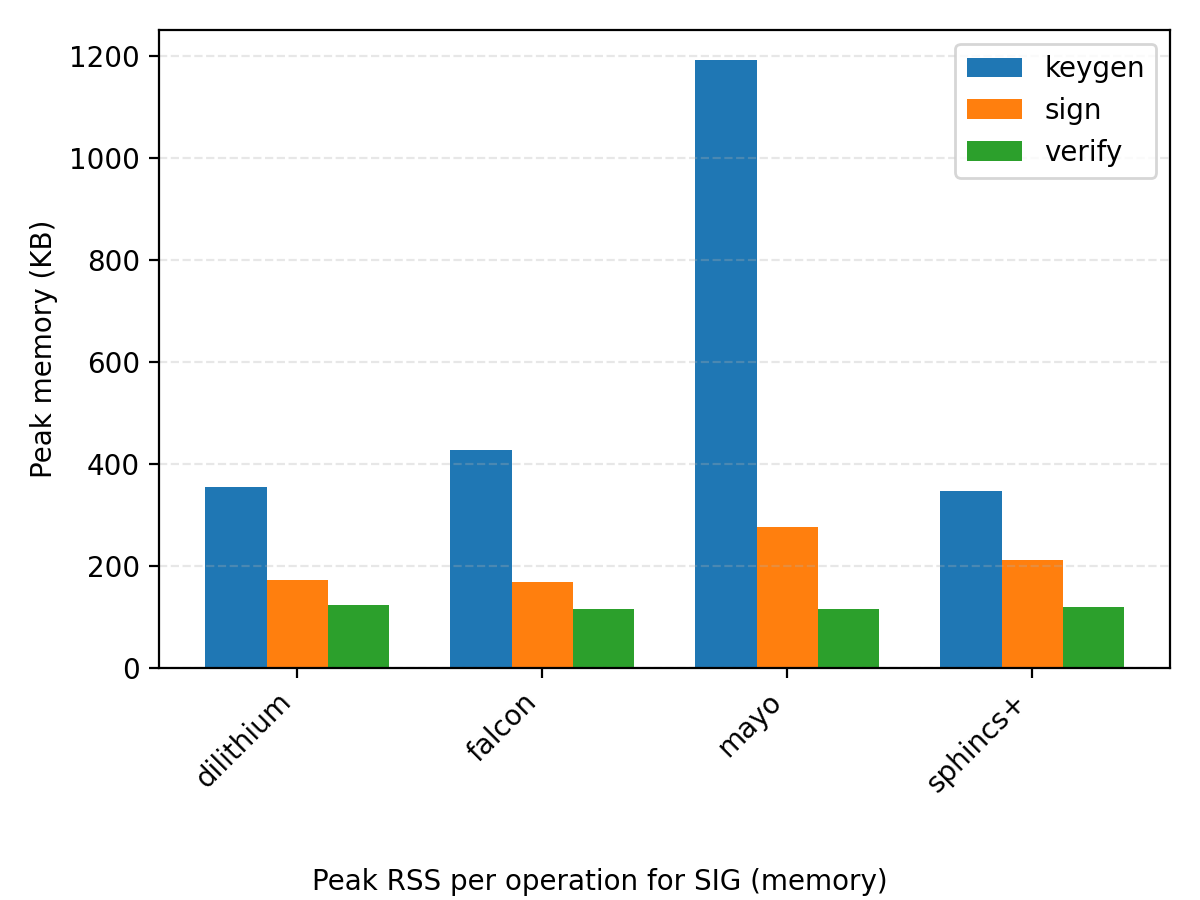 1200
1000
800
600
400
200
0
Peak memory (KB)
keygen
sign
verify
dilithium
falcon
mayo
sphincs+
Peak RSS per operation for SIG (memory)